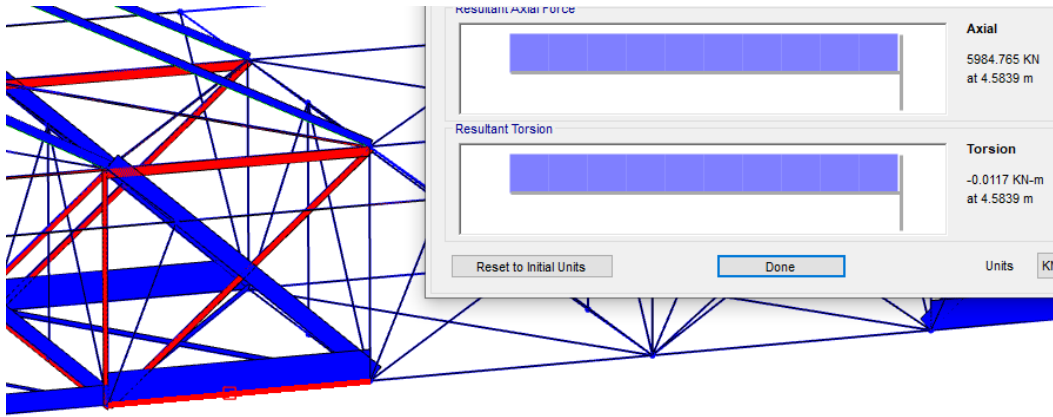 Resultant Axial Force
Axial
5984.765 KN
at 4.5839 m
Resultant Torsion
Torsion
-0.0117 KN-m
at 4.5839 m
Reset to Initial Units
Done
Units